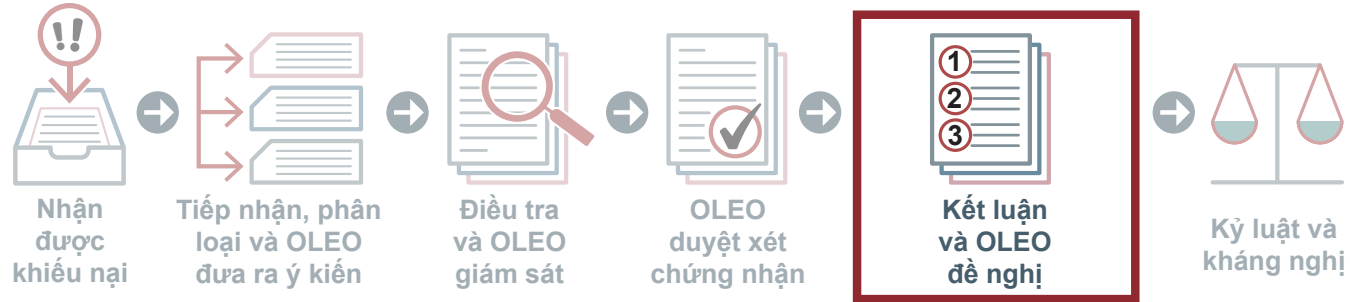 !!
Nhận
được
khiếu nại
Tiếp nhận, phân
loại và OLEO
đưa ra ý kiến
Điều tra
và OLEO
giám sát
OLEO
duyệt xét
chứng nhận
1
2
3
Kết luận
và OLEO
đề nghị
Kỷ luật và
kháng nghị